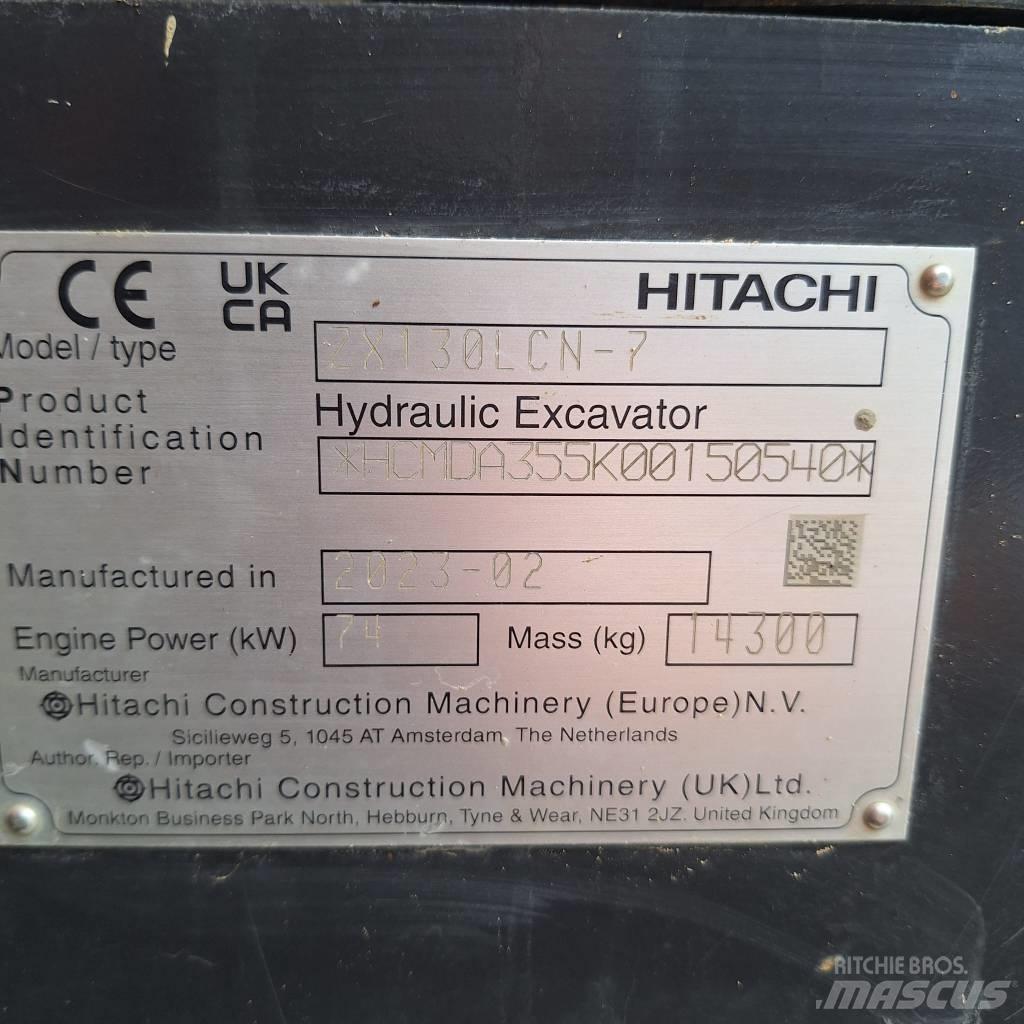 CE UK CA HITACHI
Model / type ZX130LCN-7
Product Hydraulic Excavator
Identification
Number *HCMDA355K00150540*
Manufactured in 2023-02
Engine Power (kW) 74 Mass (kg) 14300
Manufacturer
Hitachi Construction Machinery (Europe)N.V.
Sicilieweg 5, 1045 AT Amsterdam, The Netherlands
Author. Rep. / Importer
Hitachi Construction Machinery (UK)Ltd.
Monkton Business Park North, Hebburn, Tyne & Wear, NE31 2JZ. United Kingdom
RITCHIE BROS.
MASCUS